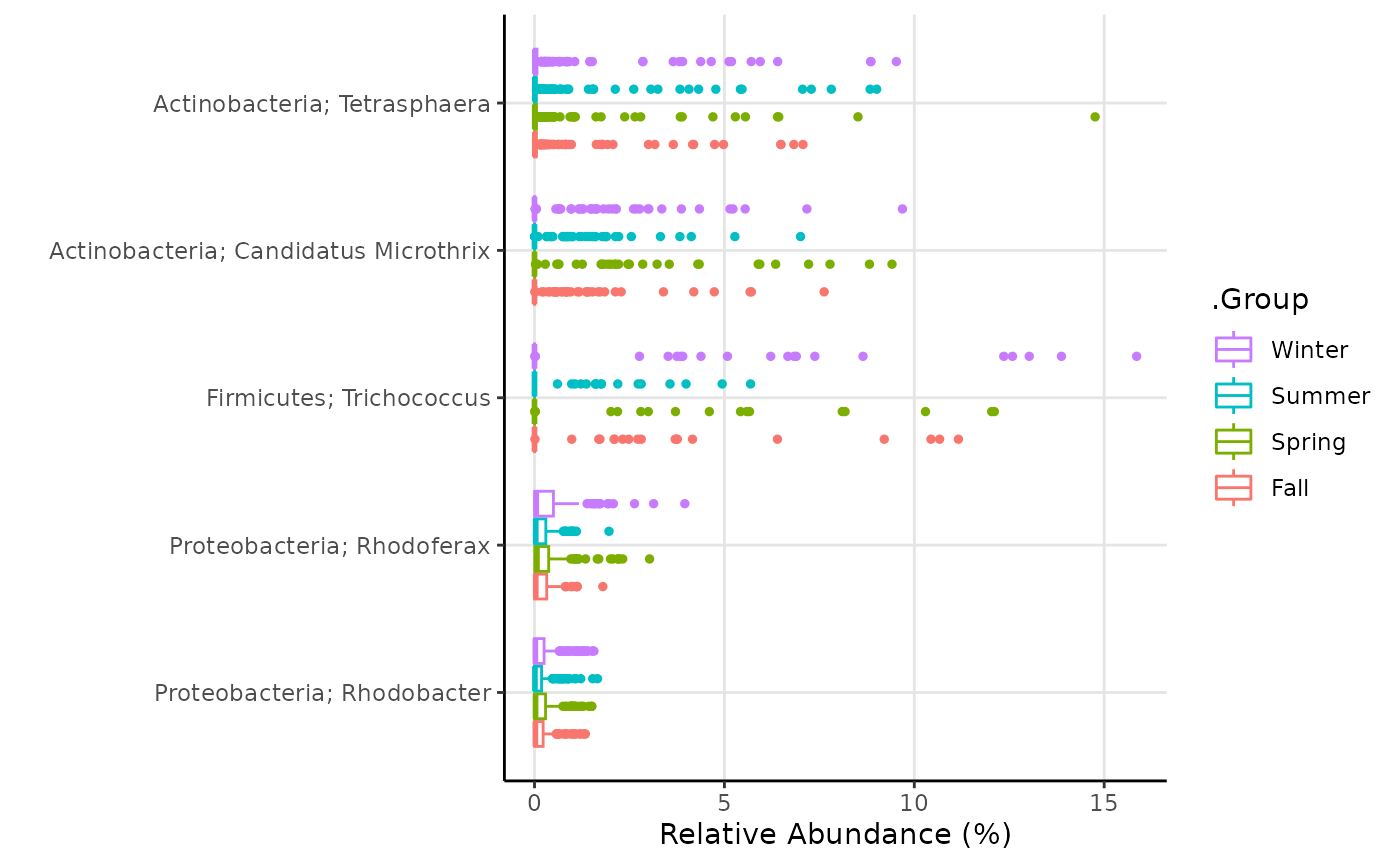 Actinobacteria; Tetrasphaera
Actinobacteria; Candidatus Microthrix
Firmicutes; Trichococcus
Proteobacteria; Rhodoferax
Proteobacteria; Rhodobacter
0 5 10 15
Relative Abundance (%)
.Group
Winter
Summer
Spring
Fall